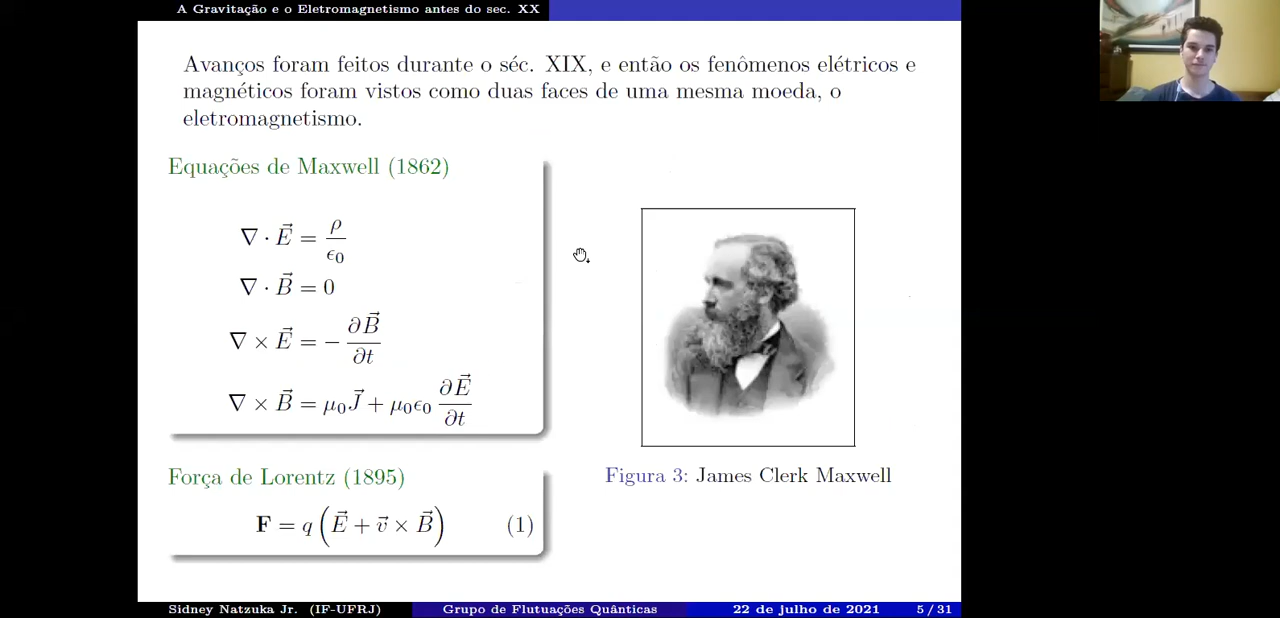 A Gravitação e o Eletromagnetismo antes do sec. XX
Avanços foram feitos durante o séc. XIX, e então os fenômenos elétricos e
magnéticos foram vistos como duas faces de uma mesma moeda, o
eletromagnetismo.
Equações de Maxwell (1862)
∇ · E⃗ = ρ/ϵ₀
∇ · B⃗ = 0
∇ × E⃗ = − ∂B⃗/∂t
∇ × B⃗ = μ₀J⃗ + μ₀ϵ₀ ∂E⃗/∂t
Força de Lorentz (1895)
F = q (E⃗ + v⃗ × B⃗) (1)
Figura 3: James Clerk Maxwell
Sidney Natzuka Jr. (IF-UFRJ) Grupo de Flutuações Quânticas 22 de julho de 2021 5 / 31